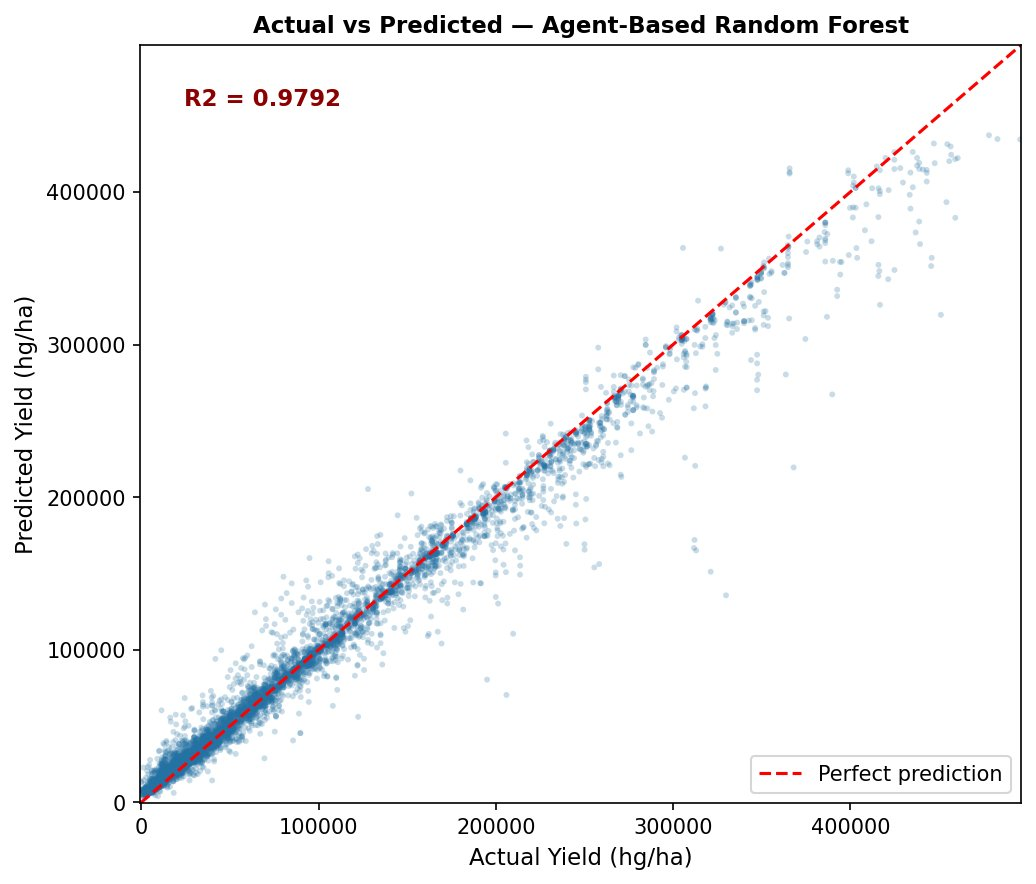 Actual vs Predicted — Agent-Based Random Forest
R2 = 0.9792
Predicted Yield (hg/ha)
400000
300000
200000
100000
0
0 100000 200000 300000 400000
Actual Yield (hg/ha)
Perfect prediction